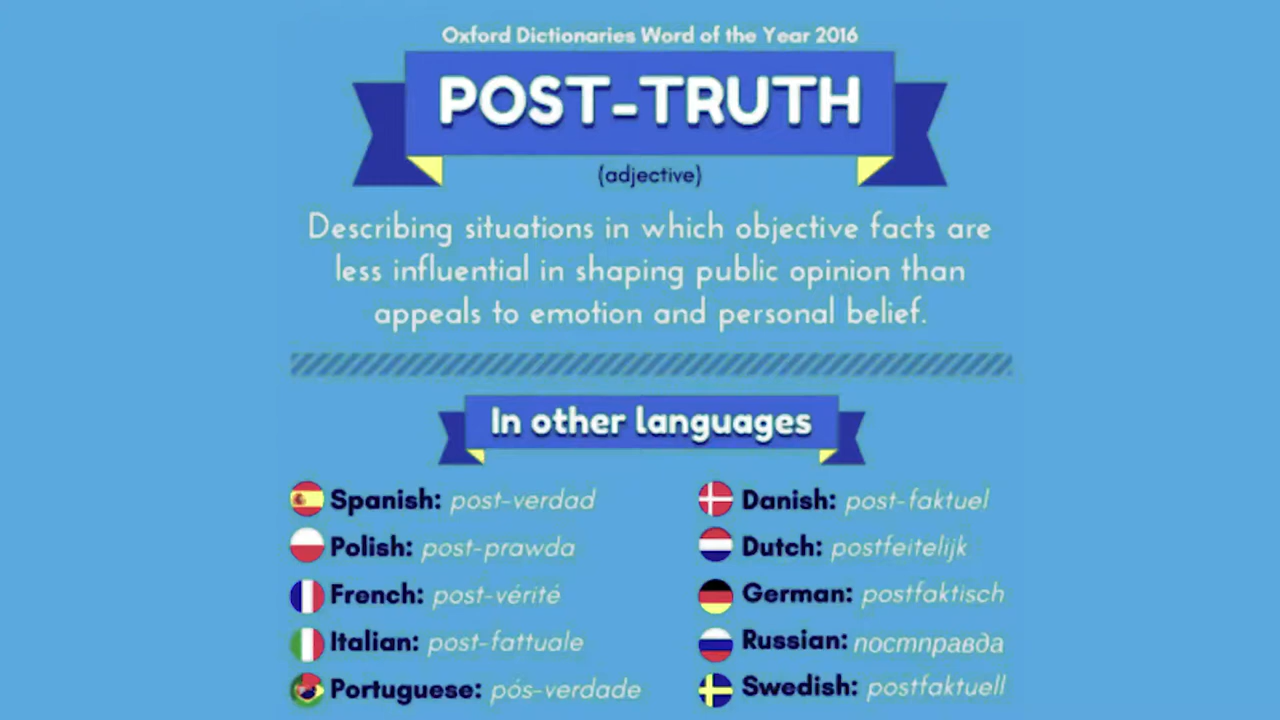 Oxford Dictionaries Word of the Year 2016
POST-TRUTH
(adjective)
Describing situations in which objective facts are
less influential in shaping public opinion than
appeals to emotion and personal belief.
In other languages
Spanish: post-verdad
Polish: post-prawda
French: post-vérité
Italian: post-fattuale
Portuguese: pós-verdade
Danish: post-faktuel
Dutch: postfeitelijk
German: postfaktisch
Russian: постправда
Swedish: postfaktuell